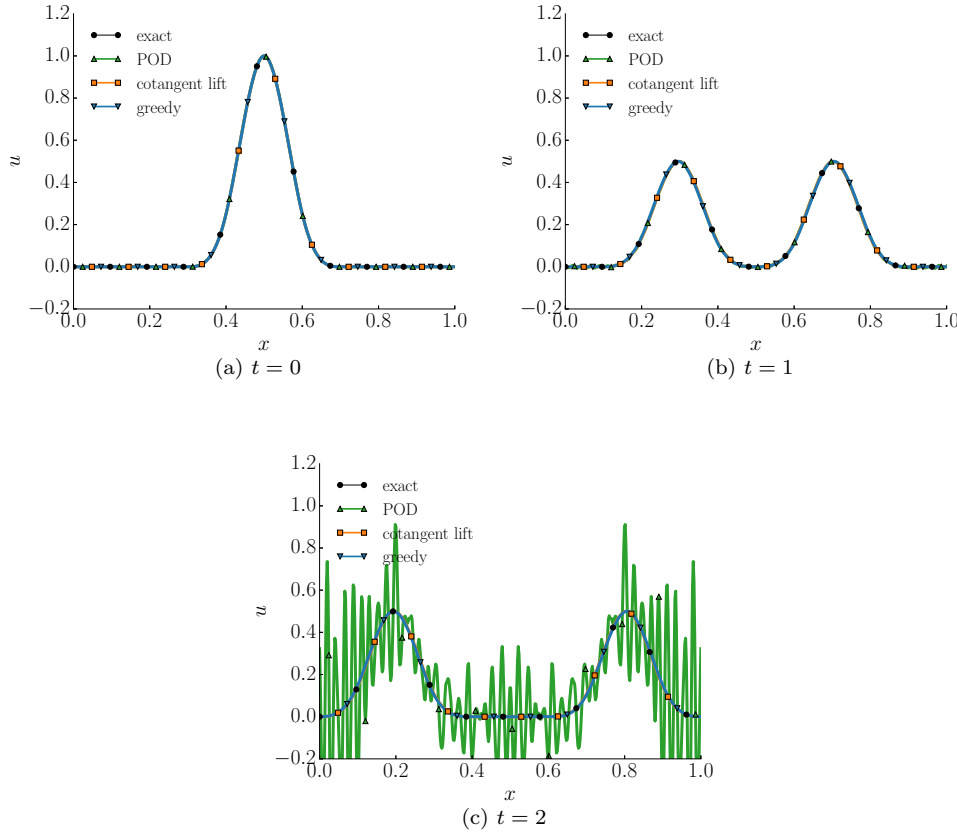 1.2
1.0
0.8
0.6
0.4
0.2
0.0
−0.2
u
exact
POD
cotangent lift
greedy
0.0 0.2 0.4 0.6 0.8 1.0
x
(a) t = 0
1.2
1.0
0.8
0.6
0.4
0.2
0.0
−0.2
u
exact
POD
cotangent lift
greedy
0.0 0.2 0.4 0.6 0.8 1.0
x
(b) t = 1
1.2
1.0
0.8
0.6
0.4
0.2
0.0
−0.2
u
exact
POD
cotangent lift
greedy
0.0 0.2 0.4 0.6 0.8 1.0
x
(c) t = 2